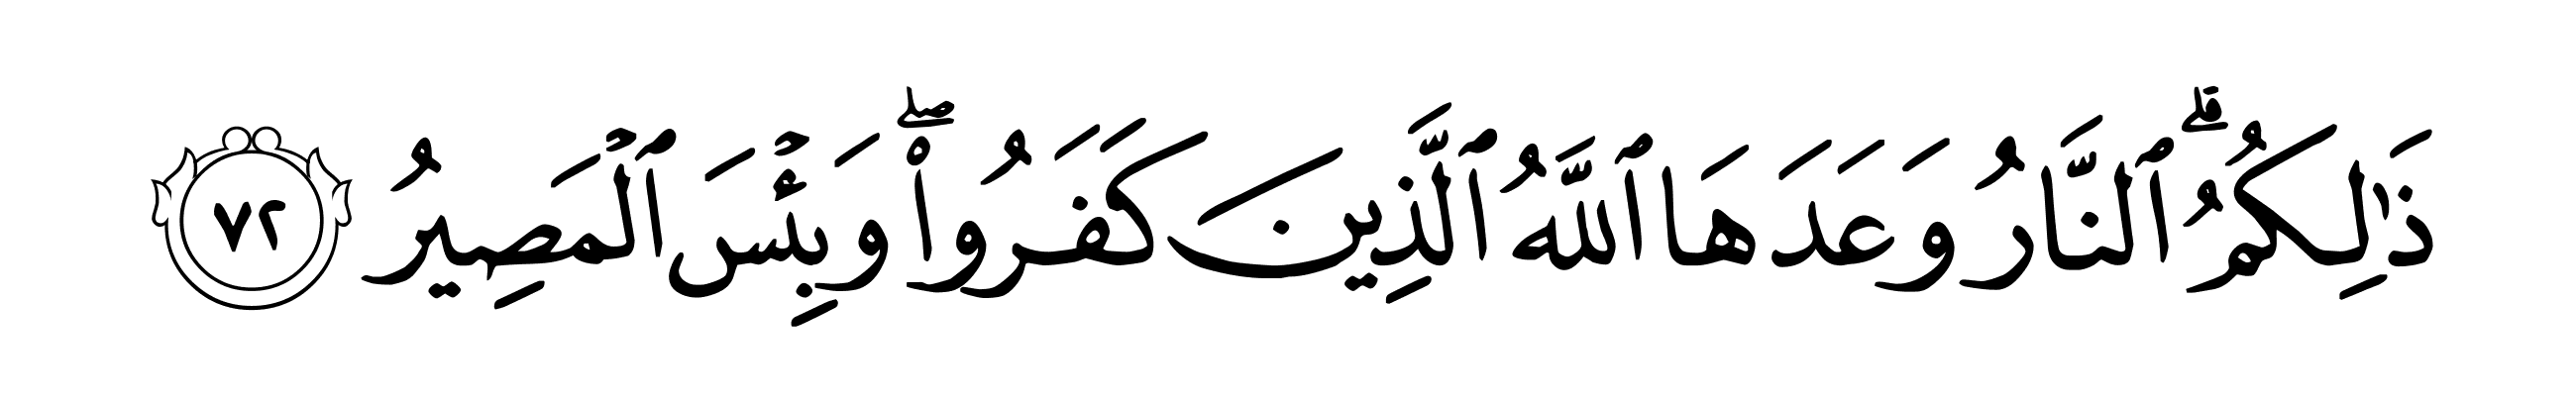 ذَٰلِكُمُ ۗ ٱلنَّارُ وَعَدَهَا ٱللَّهُ ٱلَّذِينَ كَفَرُوا۟ ۖ وَبِئْسَ ٱلْمَصِيرُ ٧٢